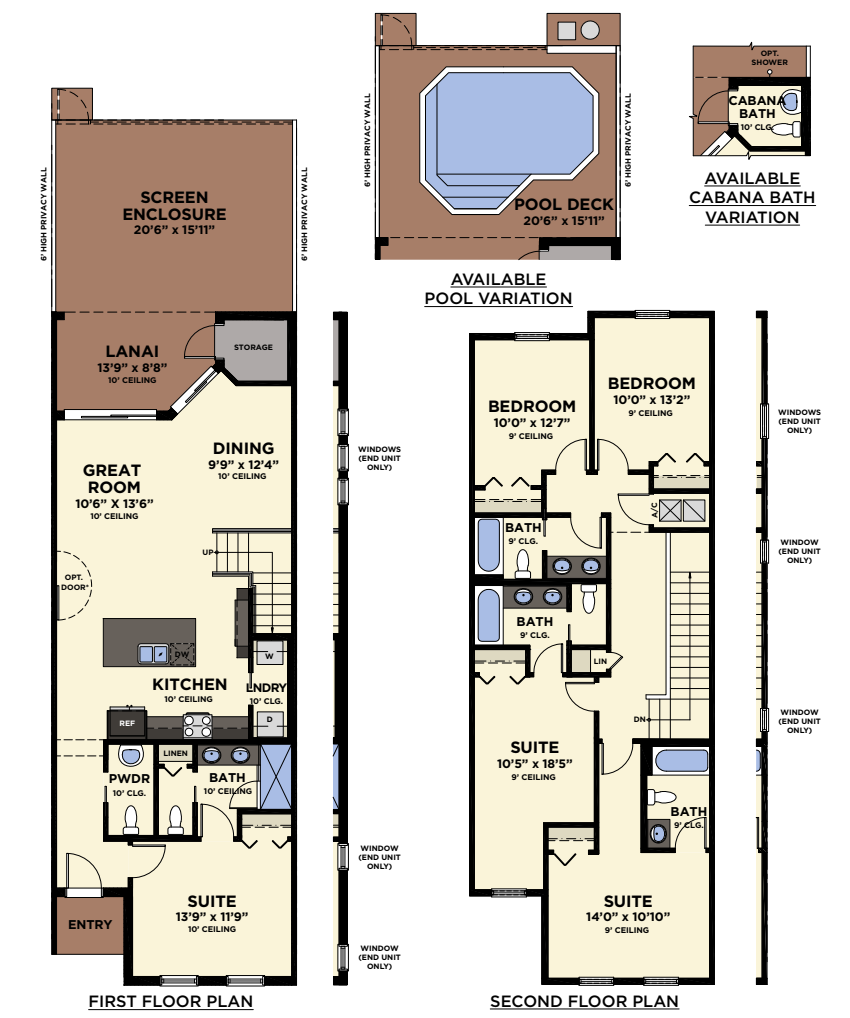 OPT.
SHOWER
CABANA
BATH
10' CLG.
AVAILABLE
CABANA BATH
VARIATION
6' HIGH PRIVACY WALL
6' HIGH PRIVACY WALL
POOL DECK
20'6" x 15'11"
AVAILABLE
POOL VARIATION
6' HIGH PRIVACY WALL
6' HIGH PRIVACY WALL
SCREEN
ENCLOSURE
20'6" x 15'11"
LANAI
13'9" x 8'8"
10' CEILING
STORAGE
DINING
9'9" x 12'4"
10' CEILING
GREAT
ROOM
10'6" X 13'6"
10' CEILING
WINDOWS
(END UNIT
ONLY)
UP
OPT.
DOOR*
DW
W
KITCHEN
10' CEILING
LNDRY
10' CLG.
D
REF
LINEN
PWDR
10' CLG.
BATH
10' CEILING
WINDOW
(END UNIT
ONLY)
SUITE
13'9" x 11'9"
10' CEILING
ENTRY
WINDOW
(END UNIT
ONLY)
FIRST FLOOR PLAN
BEDROOM
10'0" x 12'7"
9' CEILING
BEDROOM
10'0" x 13'2"
9' CEILING
WINDOWS
(END UNIT
ONLY)
A/C
BATH
9' CLG.
WINDOW
(END UNIT
ONLY)
BATH
9' CLG.
LIN
DN
WINDOW
(END UNIT
ONLY)
SUITE
10'5" x 18'5"
9' CEILING
BATH
9' CLG.
SUITE
14'0" x 10'10"
9' CEILING
SECOND FLOOR PLAN